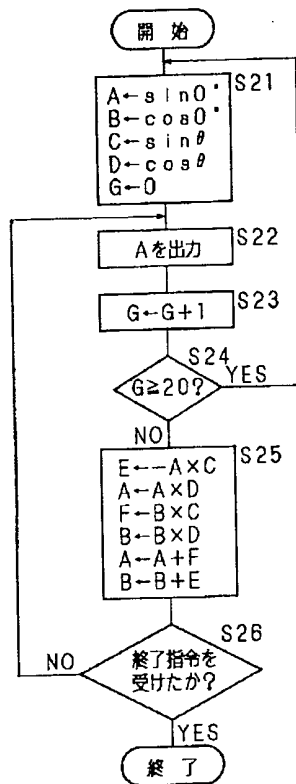 開始
S21
A←sin0°
B←cos0°
C←sinθ
D←cosθ
G←0
Aを出力
S22
G←G+1
S23
S24
G≧20?
YES
NO
S25
E←-A×C
A←A×D
F←B×C
B←B×D
A←A+F
B←B+E
S26
終了指令を
受けたか?
NO
YES
終了